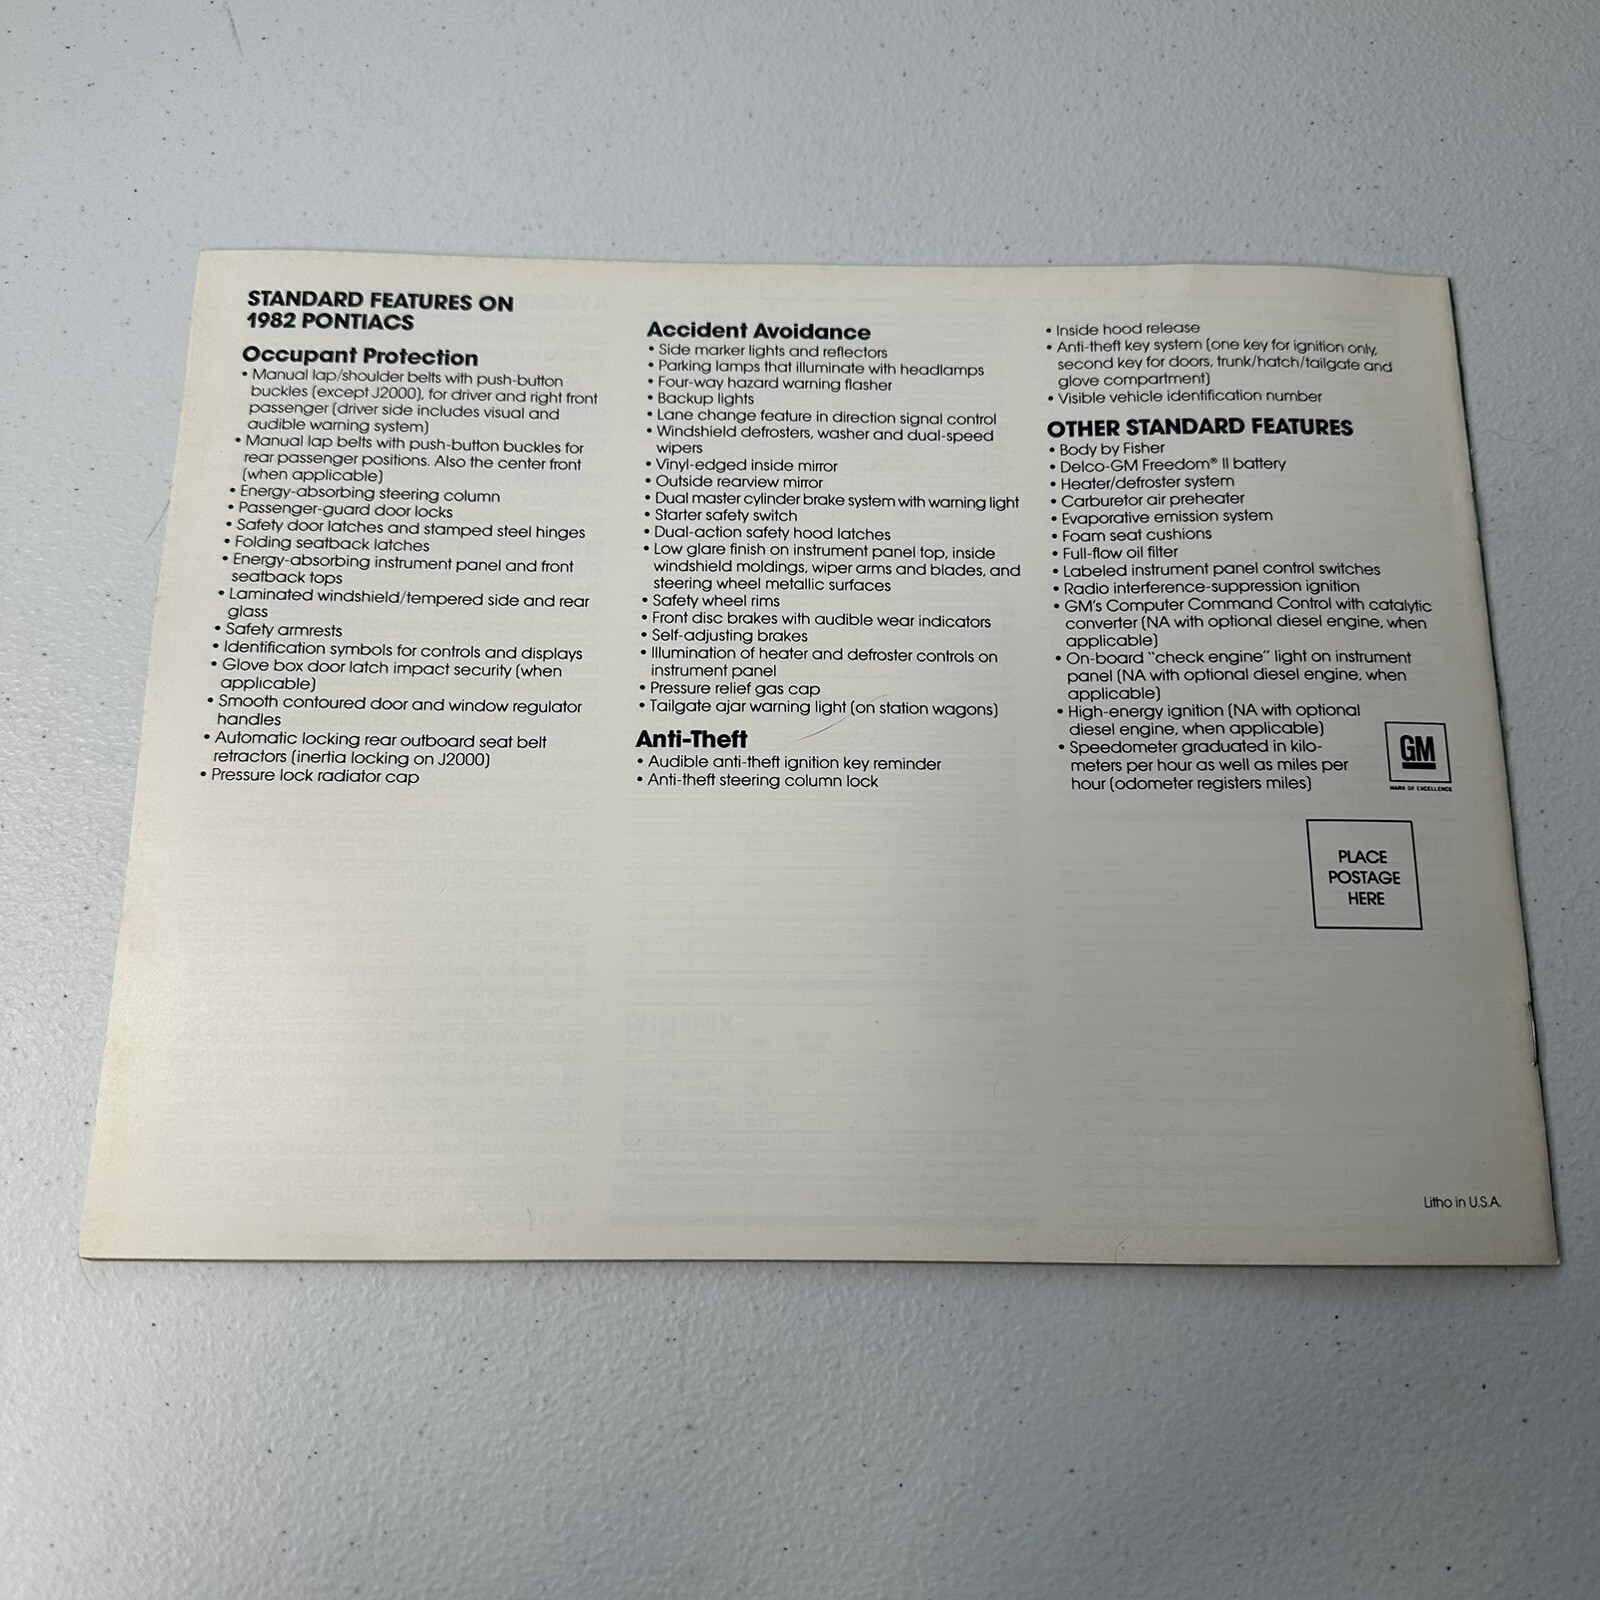 STANDARD FEATURES ON
1982 PONTIACS
Occupant Protection
• Manual lap/shoulder belts with push-button
buckles (except J2000), for driver and right front
passenger (driver side includes visual and
audible warning system)
• Manual lap belts with push-button buckles for
rear passenger positions. Also the center front
(when applicable)
• Energy-absorbing steering column
• Passenger-guard door locks
• Safety door latches and stamped steel hinges
• Folding seatback latches
• Energy-absorbing instrument panel and front
seatback tops
• Laminated windshield/tempered side and rear
glass
• Safety armrests
• Identification symbols for controls and displays
• Glove box door latch impact security (when
applicable)
• Smooth contoured door and window regulator
handles
• Automatic locking rear outboard seat belt
retractors (inertia locking on J2000)
• Pressure lock radiator cap
Accident Avoidance
• Side marker lights and reflectors
• Parking lamps that illuminate with headlamps
• Four-way hazard warning flasher
• Backup lights
• Lane change feature in direction signal control
• Windshield defrosters, washer and dual-speed
wipers
• Vinyl-edged inside mirror
• Outside rearview mirror
• Dual master cylinder brake system with warning light
• Starter safety switch
• Dual-action safety hood latches
• Low glare finish on instrument panel top, inside
windshield moldings, wiper arms and blades, and
steering wheel metallic surfaces
• Safety wheel rims
• Front disc brakes with audible wear indicators
• Self-adjusting brakes
• Illumination of heater and defroster controls on
instrument panel
• Pressure relief gas cap
• Tailgate ajar warning light (on station wagons)
Anti-Theft
• Audible anti-theft ignition key reminder
• Anti-theft steering column lock
• Inside hood release
• Anti-theft key system (one key for ignition only,
second key for doors, trunk/hatch/tailgate and
glove compartment)
• Visible vehicle identification number
OTHER STANDARD FEATURES
• Body by Fisher
• Delco-GM Freedom® II battery
• Heater/defroster system
• Carburetor air preheater
• Evaporative emission system
• Foam seat cushions
• Full-flow oil filter
• Labeled instrument panel control switches
• Radio interference-suppression ignition
• GM's Computer Command Control with catalytic
converter (NA with optional diesel engine, when
applicable)
• On-board "check engine" light on instrument
panel (NA with optional diesel engine, when
applicable)
• High-energy ignition (NA with optional
diesel engine, when applicable)
• Speedometer graduated in kilo-
meters per hour as well as miles per
hour (odometer registers miles)
GM
MARK OF EXCELLENCE
PLACE
POSTAGE
HERE
Litho in U.S.A.